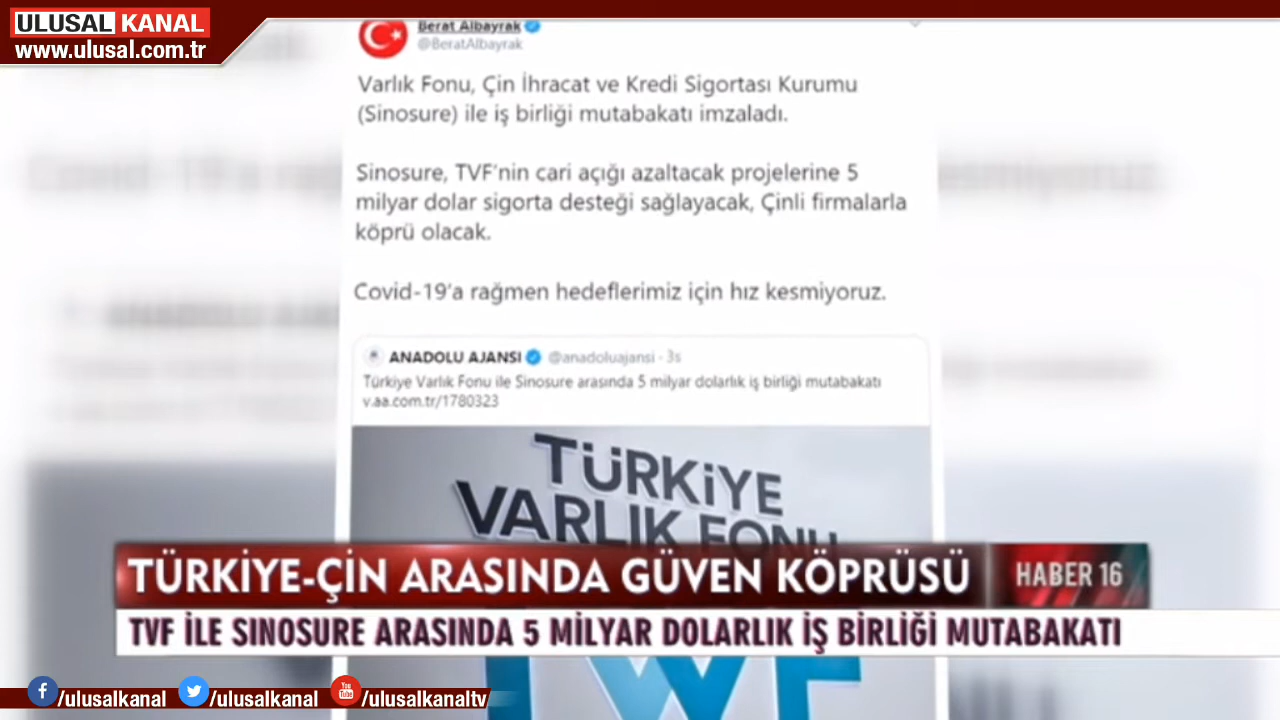 ULUSAL KANAL
www.ulusal.com.tr
Berat Albayrak
@BeratAlbayrak
Varlık Fonu, Çin İhracat ve Kredi Sigortası Kurumu
(Sinosure) ile iş birliği mutabakatı imzaladı.
Sinosure, TVF'nin cari açığı azaltacak projelerine 5
milyar dolar sigorta desteği sağlayacak, Çinli firmalarla
köprü olacak.
Covid-19'a rağmen hedeflerimiz için hız kesmiyoruz.
ANADOLU AJANSI @anadoluajansi · 3s
Türkiye Varlık Fonu ile Sinosure arasında 5 milyar dolarlık iş birliği mutabakatı
v.aa.com.tr/1780323
TÜRKİYE
VARLIK FONU
TÜRKİYE-ÇİN ARASINDA GÜVEN KÖPRÜSÜ
HABER 16
TVF İLE SINOSURE ARASINDA 5 MİLYAR DOLARLIK İŞ BİRLİĞİ MUTABAKATI
/ulusalkanal /ulusalkanal /ulusalkanaltv